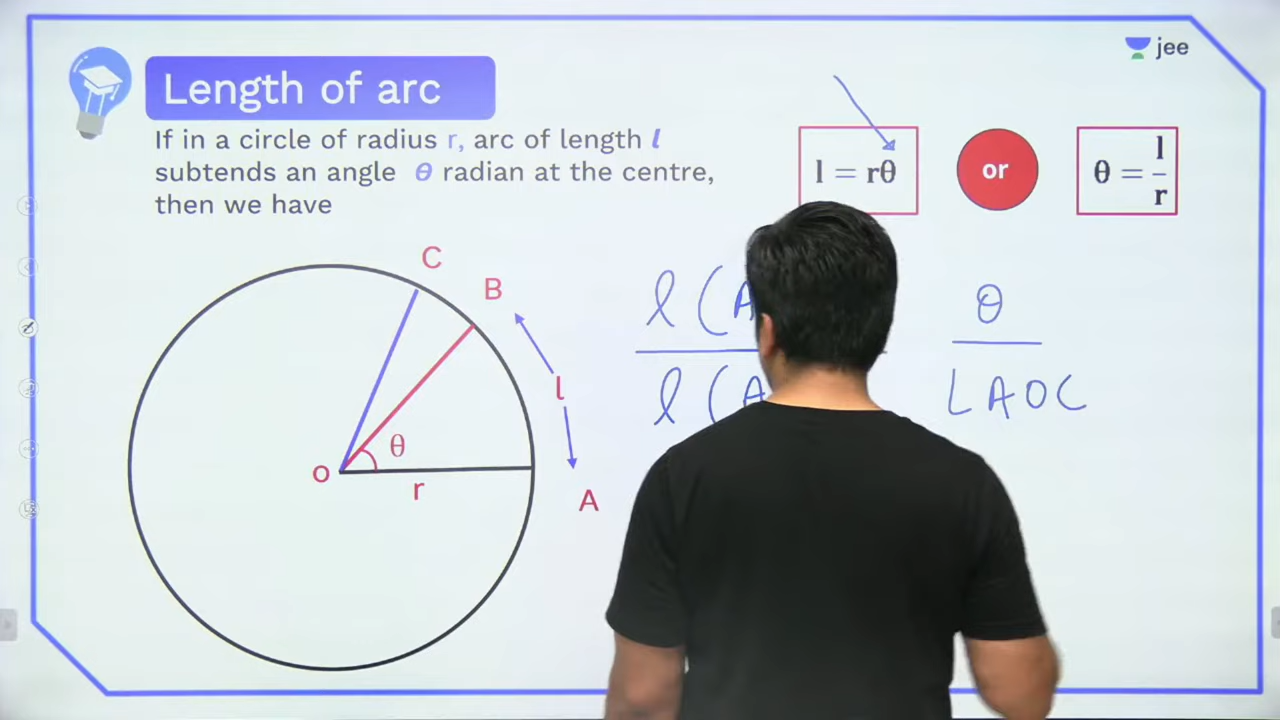 jee
Length of arc
If in a circle of radius r, arc of length l
subtends an angle θ radian at the centre,
then we have
l = rθ
or
θ = l/r
C
B
l
A
O
θ
r
l (A
l (A
θ
∠AOC